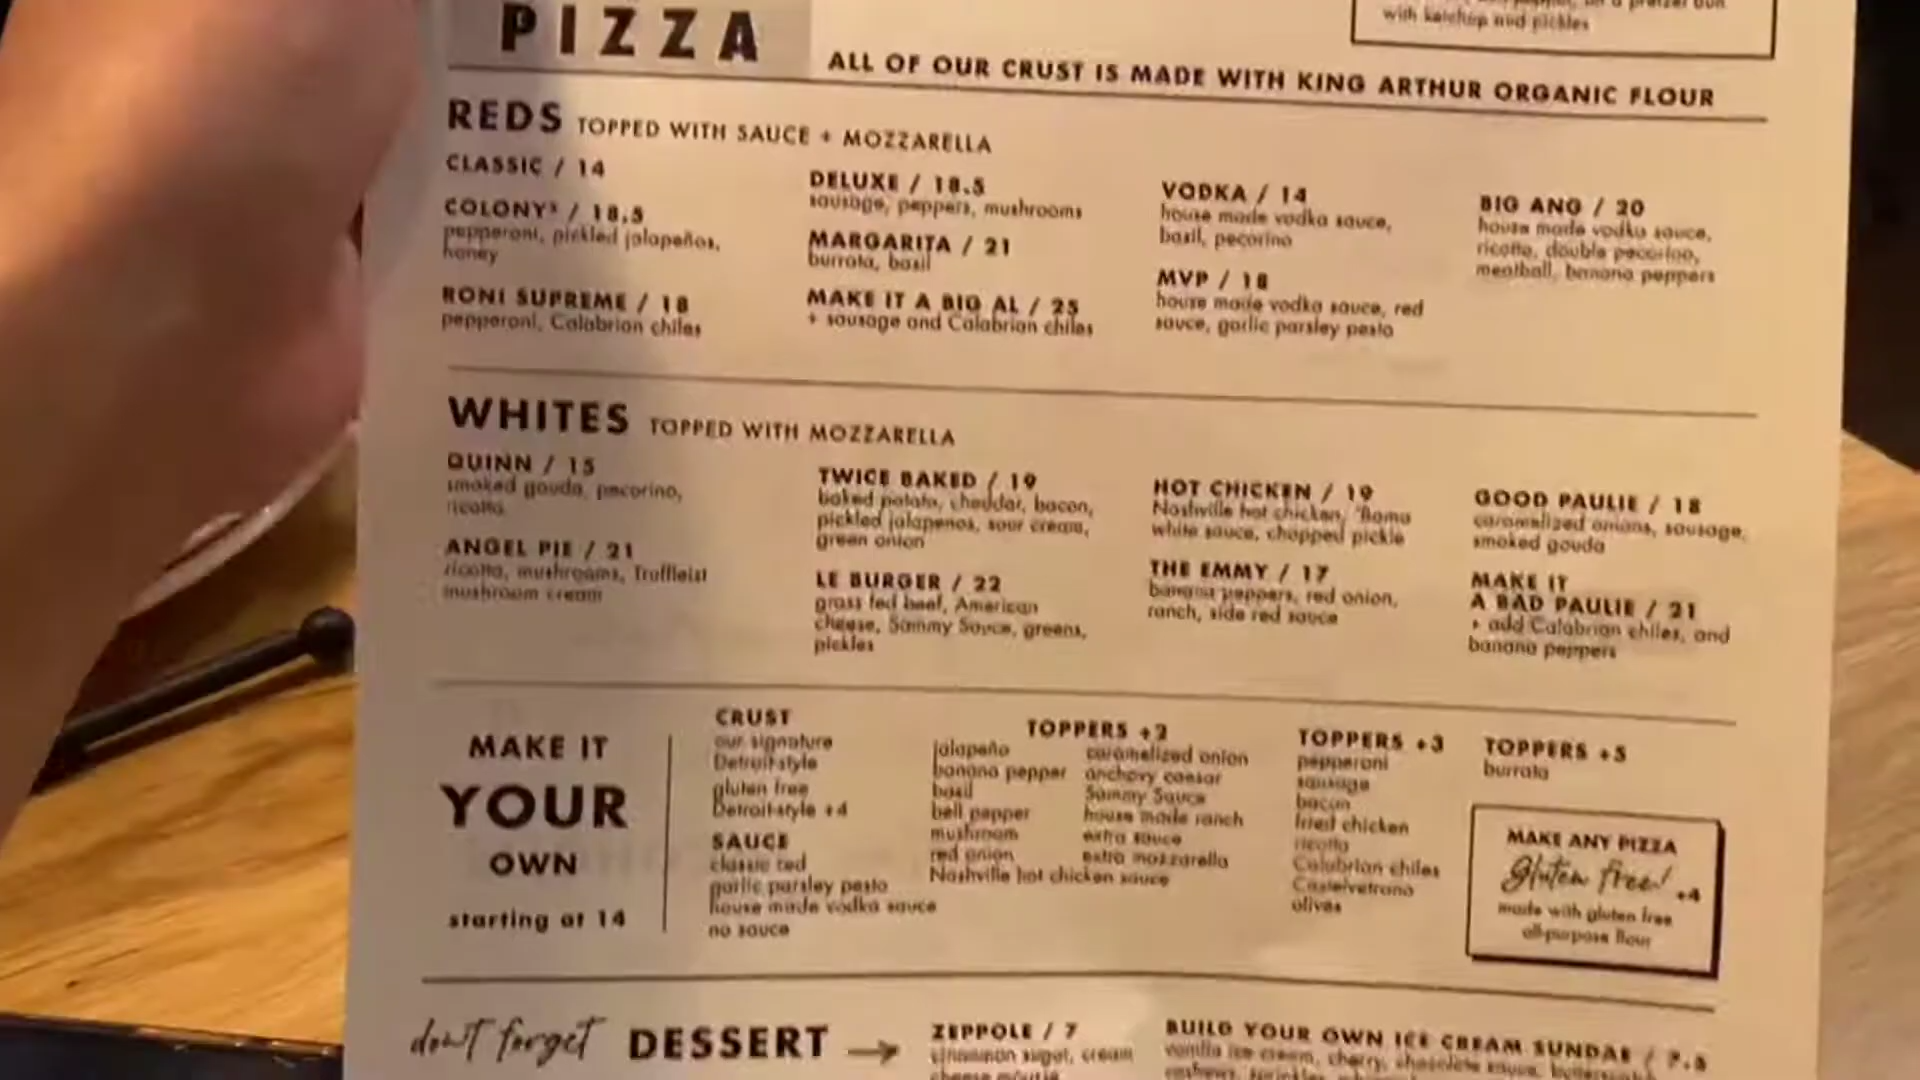 with ketchup and pickles
PIZZA
ALL OF OUR CRUST IS MADE WITH KING ARTHUR ORGANIC FLOUR
REDS TOPPED WITH SAUCE + MOZZARELLA
CLASSIC / 14
COLONY² / 18.5
pepperoni, pickled jalapeños,
honey
RONI SUPREME / 18
pepperoni, Calabrian chiles
DELUXE / 18.5
sausage, peppers, mushrooms
MARGARITA / 21
burrata, basil
MAKE IT A BIG AL / 25
+ sausage and Calabrian chiles
VODKA / 14
house made vodka sauce,
basil, pecorino
MVP / 18
house made vodka sauce, red
sauce, garlic parsley pesto
BIG ANG / 20
house made vodka sauce,
ricotta, double pecorino,
meatball, banana peppers
WHITES TOPPED WITH MOZZARELLA
QUINN / 15
smoked gouda, pecorino,
ricotta
ANGEL PIE / 21
ricotta, mushrooms, Truffleist
mushroom cream
TWICE BAKED / 19
baked potato, cheddar, bacon,
pickled jalapenos, sour cream,
green onion
LE BURGER / 22
grass fed beef, American
cheese, Sammy Sauce, greens,
pickles
HOT CHICKEN / 19
Nashville hot chicken, 'Bama
white sauce, chopped pickle
THE EMMY / 17
banana peppers, red onion,
ranch, side red sauce
GOOD PAULIE / 18
caramelized onions, sausage,
smoked gouda
MAKE IT
A BAD PAULIE / 21
+ add Calabrian chiles, and
banana peppers
MAKE IT
YOUR
OWN
starting at 14
CRUST
our signature
Detroit-style
gluten free
Detroit-style +4
SAUCE
classic red
garlic parsley pesto
house made vodka sauce
no sauce
TOPPERS +2
jalapeño
banana pepper
basil
bell pepper
mushroom
red onion
Nashville hot chicken sauce
caramelized onion
anchovy caesar
Sammy Sauce
house made ranch
extra sauce
extra mozzarella
TOPPERS +3
pepperoni
sausage
bacon
fried chicken
ricotta
Calabrian chiles
Castelvetrano
olives
TOPPERS +5
burrata
MAKE ANY PIZZA
gluten free! +4
made with gluten free
all-purpose flour
don't forget DESSERT →
ZEPPOLE / 7
cinnamon sugar, cream
BUILD YOUR OWN ICE CREAM SUNDAE / 7.5
vanilla ice cream, cherry, chocolate sauce,